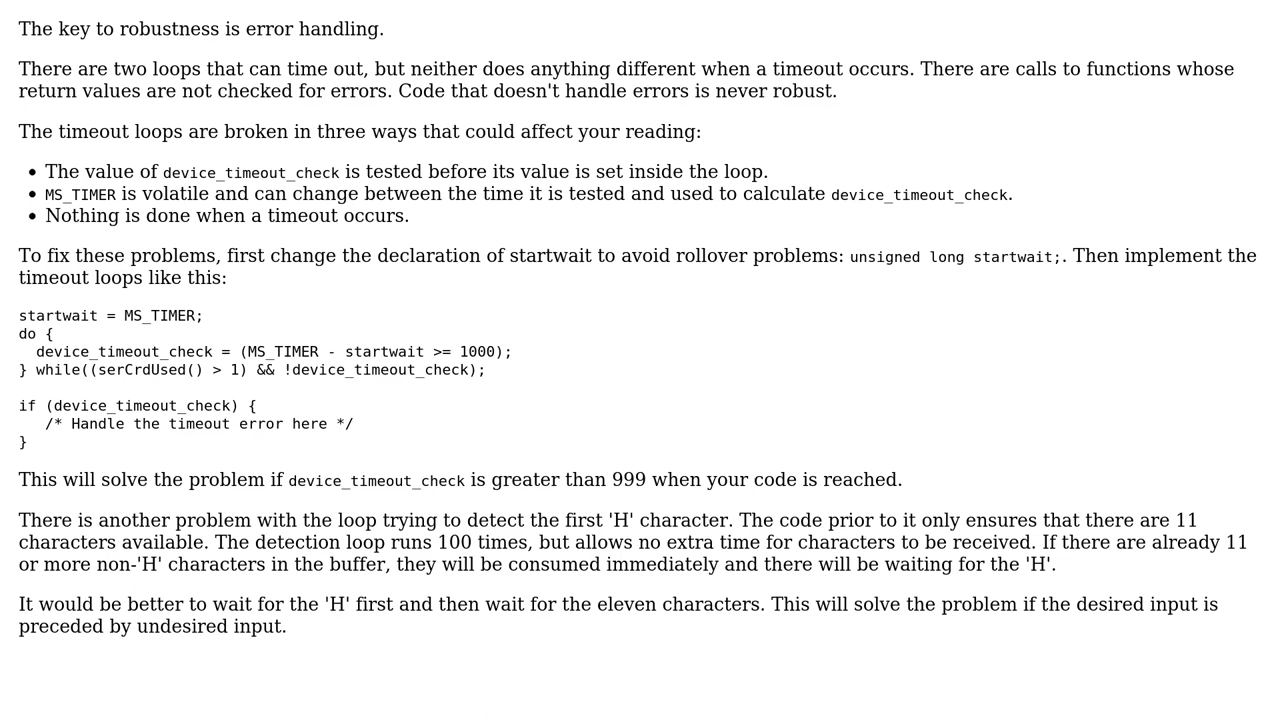 The key to robustness is error handling.
There are two loops that can time out, but neither does anything different when a timeout occurs. There are calls to functions whose
return values are not checked for errors. Code that doesn't handle errors is never robust.
The timeout loops are broken in three ways that could affect your reading:
• The value of device_timeout_check is tested before its value is set inside the loop.
• MS_TIMER is volatile and can change between the time it is tested and used to calculate device_timeout_check.
• Nothing is done when a timeout occurs.
To fix these problems, first change the declaration of startwait to avoid rollover problems: unsigned long startwait;. Then implement the
timeout loops like this:
startwait = MS_TIMER;
do {
  device_timeout_check = (MS_TIMER - startwait >= 1000);
} while((serCrdUsed() > 1) && !device_timeout_check);
if (device_timeout_check) {
   /* Handle the timeout error here */
}
This will solve the problem if device_timeout_check is greater than 999 when your code is reached.
There is another problem with the loop trying to detect the first 'H' character. The code prior to it only ensures that there are 11
characters available. The detection loop runs 100 times, but allows no extra time for characters to be received. If there are already 11
or more non-'H' characters in the buffer, they will be consumed immediately and there will be waiting for the 'H'.
It would be better to wait for the 'H' first and then wait for the eleven characters. This will solve the problem if the desired input is
preceded by undesired input.